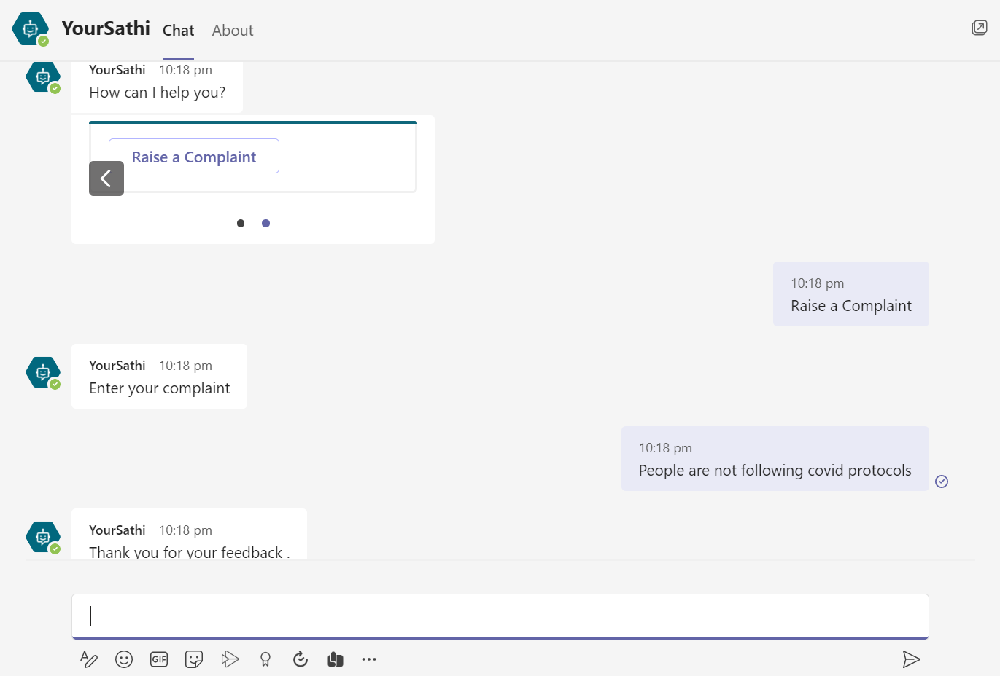 YourSathi Chat About
YourSathi 10:18 pm
How can I help you?
Raise a Complaint
10:18 pm
Raise a Complaint
YourSathi 10:18 pm
Enter your complaint
10:18 pm
People are not following covid protocols
YourSathi 10:18 pm
Thank you for your feedback .
GIF